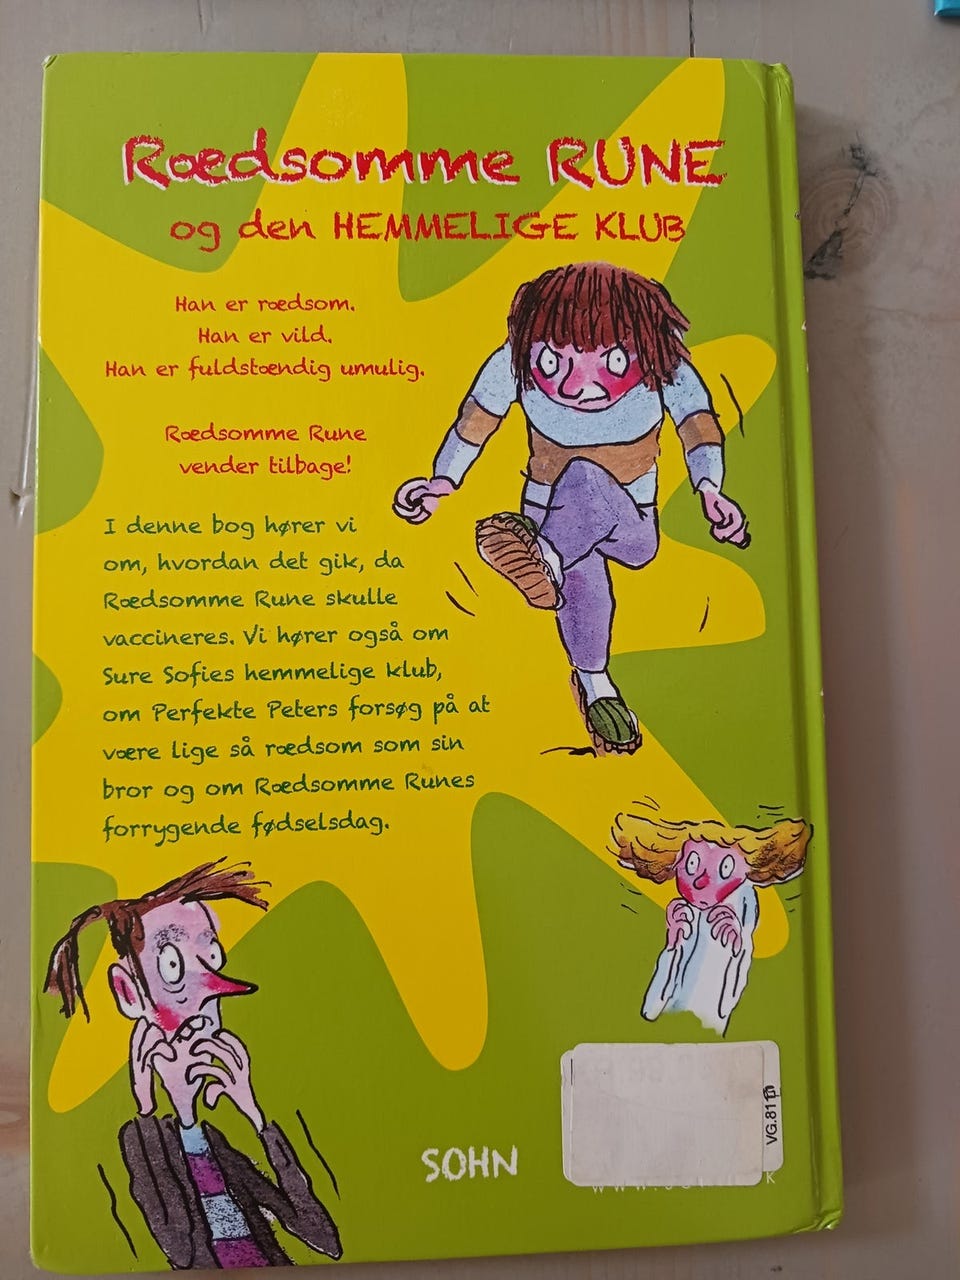 Rædsomme RUNE
og den HEMMELIGE KLUB
Han er rædsom.
Han er vild.
Han er fuldstændig umulig.
Rædsomme Rune
vender tilbage!
I denne bog hører vi
om, hvordan det gik, da
Rædsomme Rune skulle
vaccineres. Vi hører også om
Sure Sofies hemmelige klub,
om Perfekte Peters forsøg på at
være lige så rædsom som sin
bror og om Rædsomme Runes
forrygende fødselsdag.
SOHN